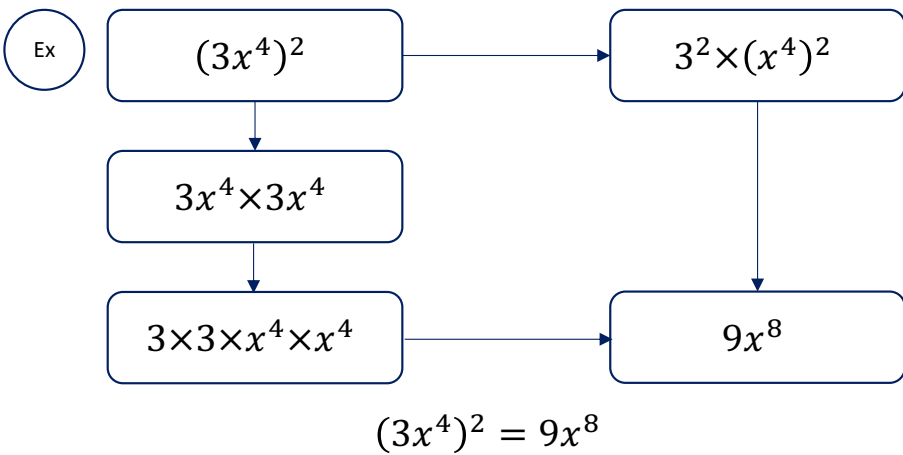 Ex
(3x⁴)²
3²×(x⁴)²
3x⁴×3x⁴
3×3×x⁴×x⁴
9x⁸
(3x⁴)² = 9x⁸